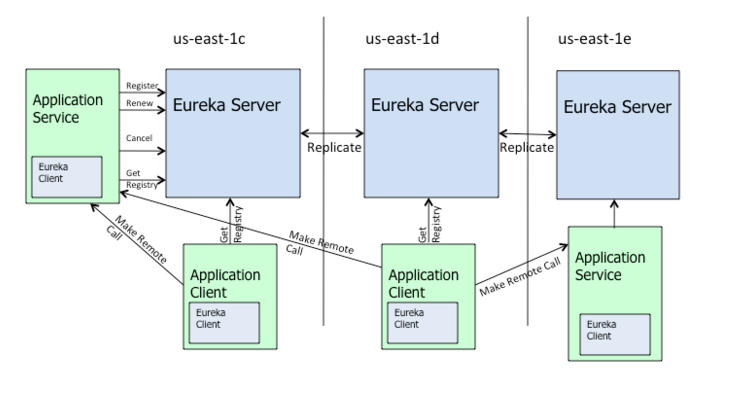 us-east-1c
us-east-1d
us-east-1e
Application
Service
Eureka
Client
Register
Renew
Cancel
Get
Registry
Eureka Server
Replicate
Eureka Server
Replicate
Eureka Server
Make Remote
Call
Get
Registry
Make Remote
Call
Get
Registry
Make Remote Call
Application
Client
Eureka
Client
Application
Client
Eureka
Client
Application
Service
Eureka
Client